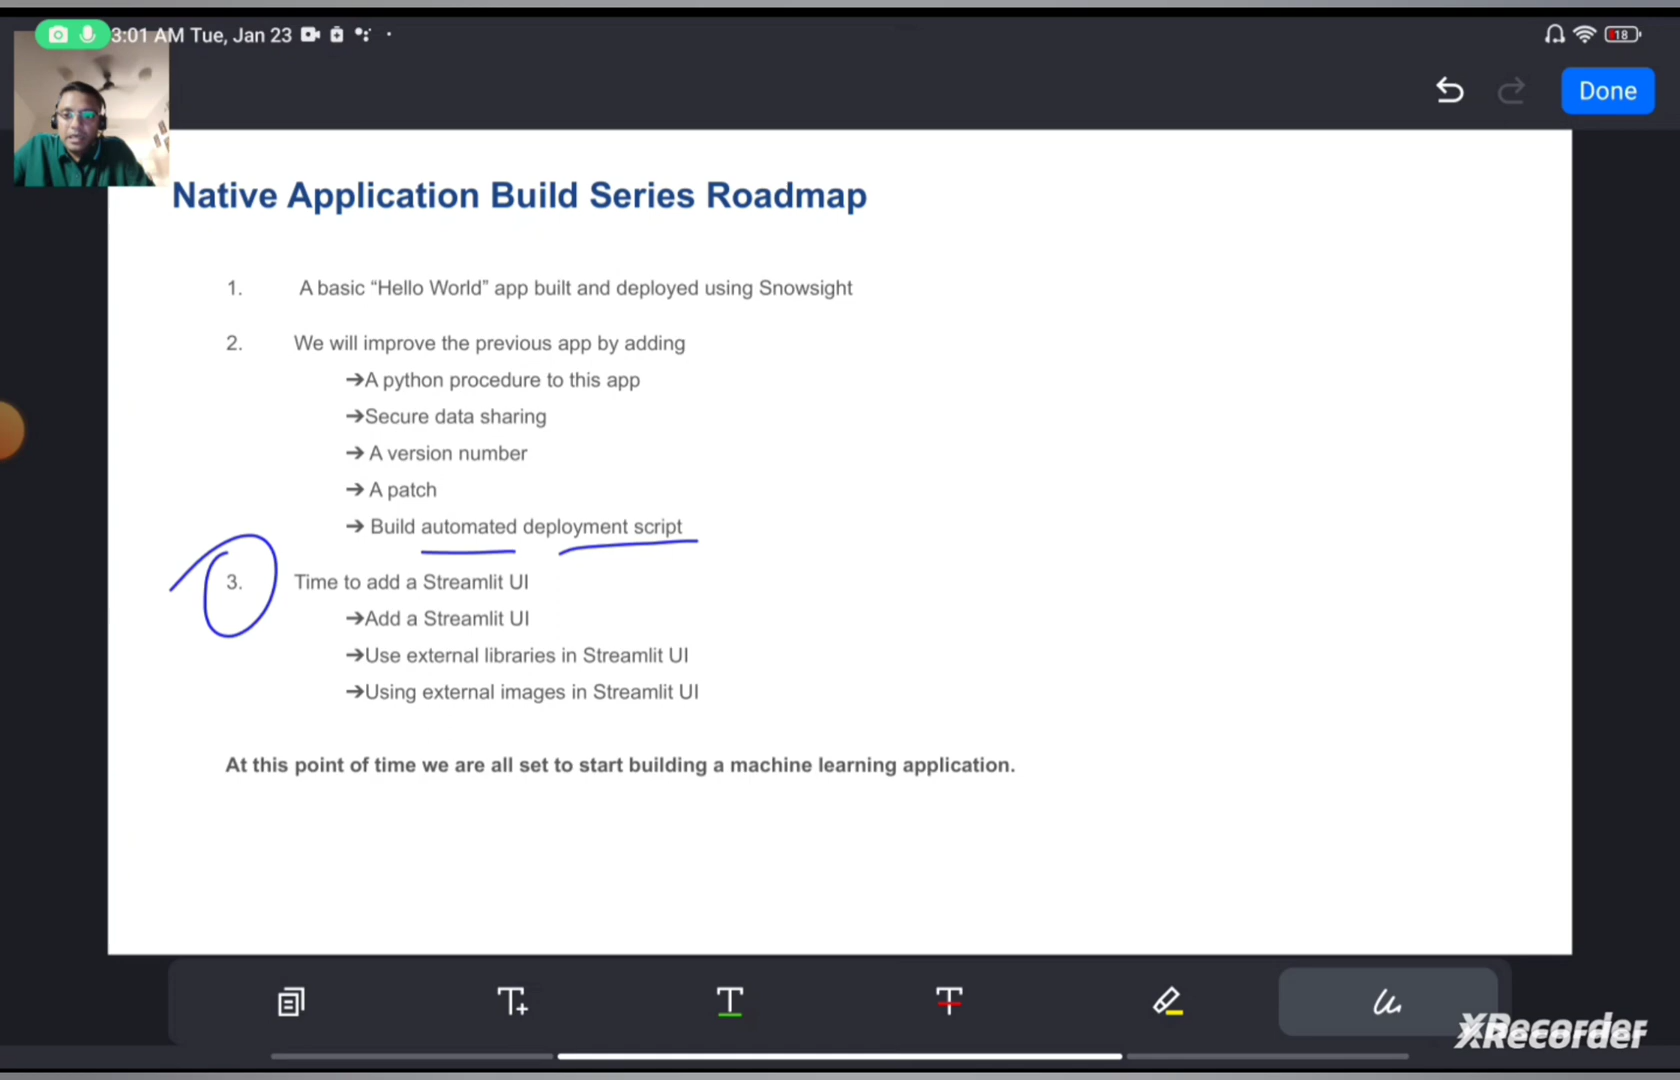 3:01 AM Tue, Jan 23
18
Done
Native Application Build Series Roadmap
1. A basic “Hello World” app built and deployed using Snowsight
2. We will improve the previous app by adding
➔A python procedure to this app
➔Secure data sharing
➔ A version number
➔ A patch
➔ Build automated deployment script
3. Time to add a Streamlit UI
➔Add a Streamlit UI
➔Use external libraries in Streamlit UI
➔Using external images in Streamlit UI
At this point of time we are all set to start building a machine learning application.
XRecorder